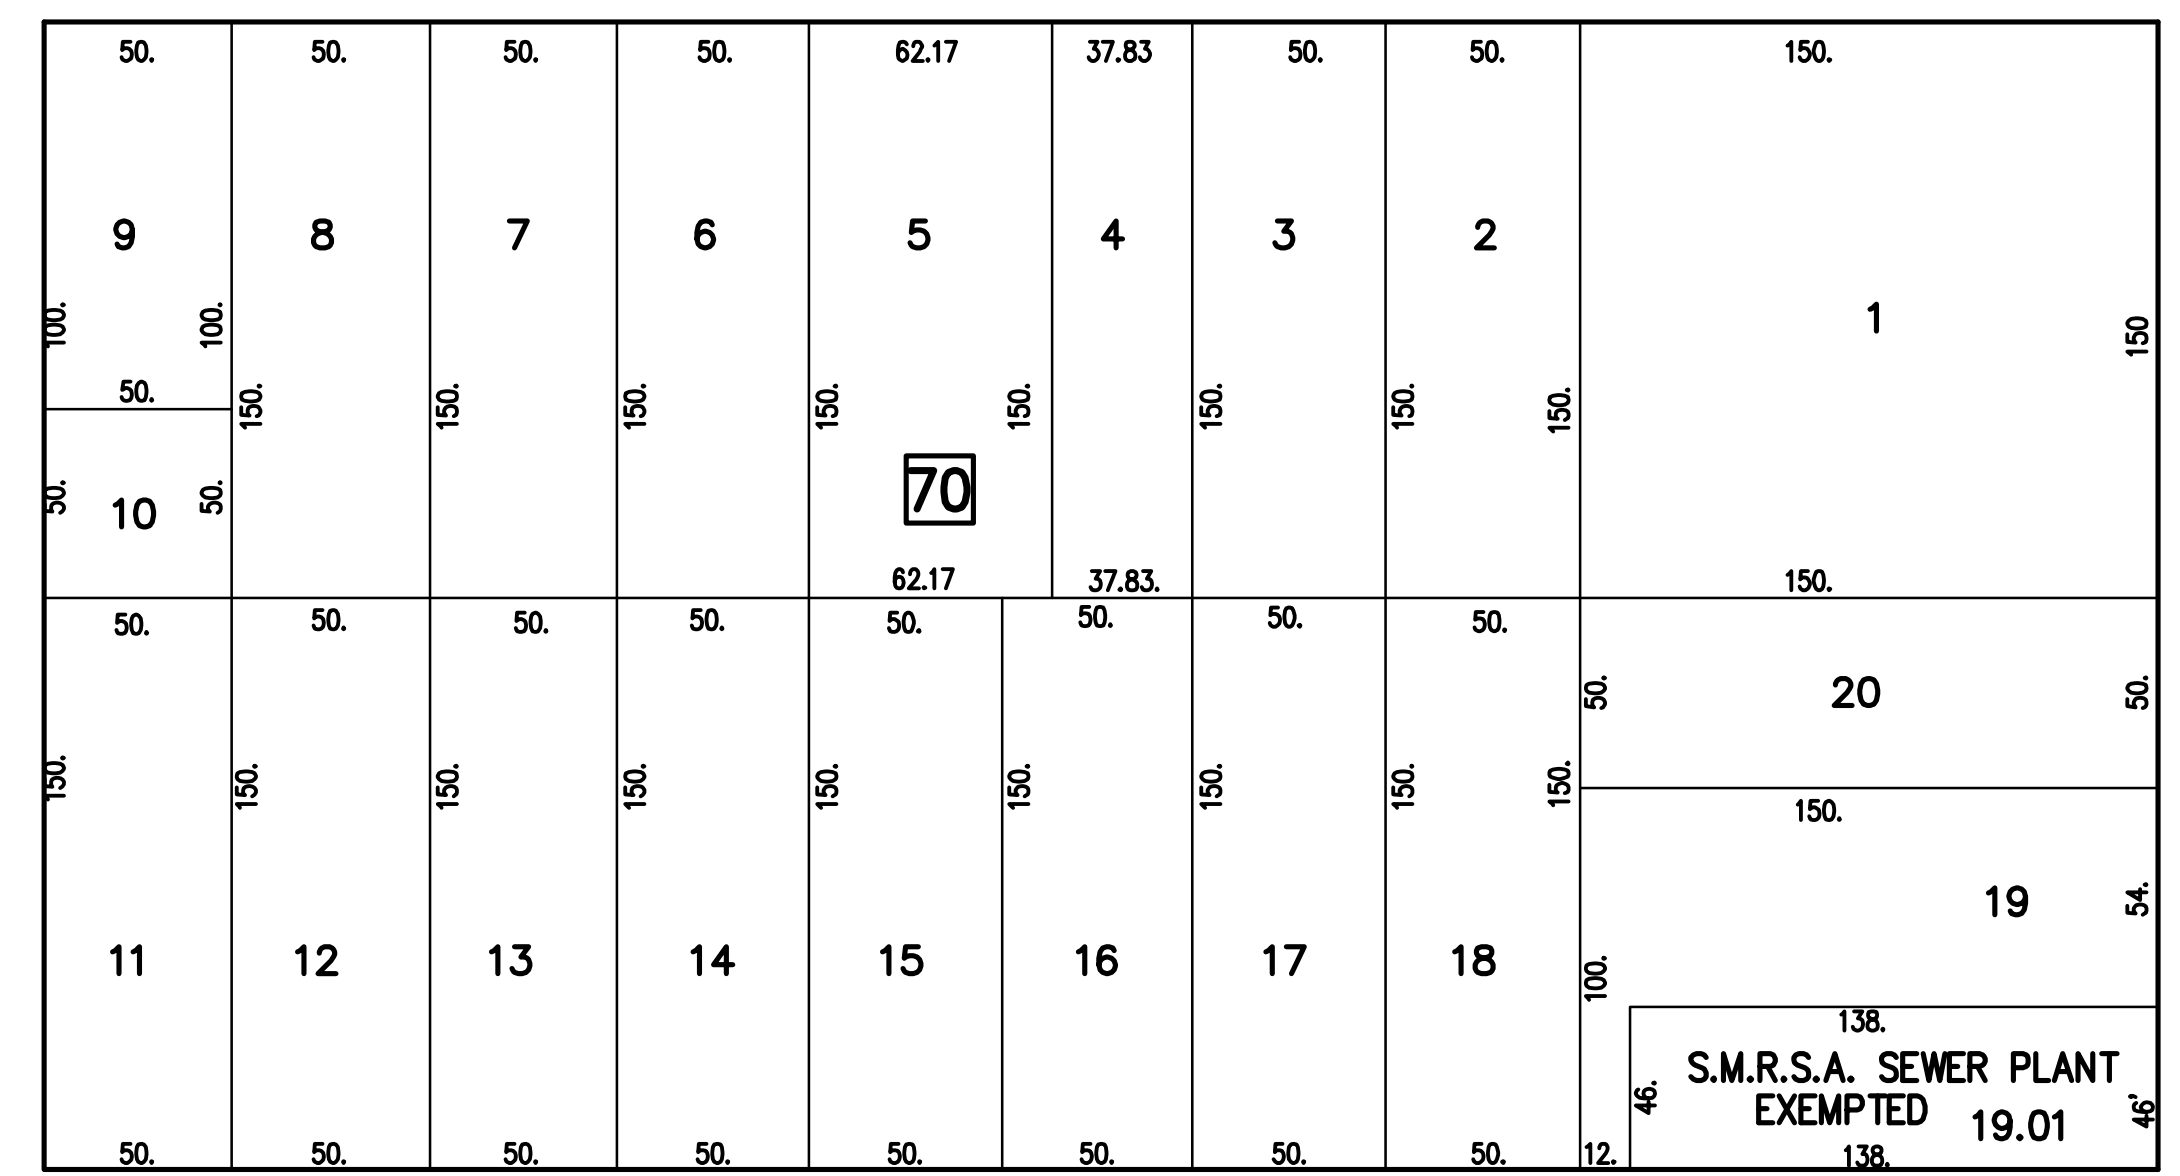 50. 50. 50. 50. 62.17 37.83 50. 50. 150.
9 8 7 6 5 4 3 2
1
100. 100. 150
50. 150. 150. 150. 150. 150. 150. 150. 150.
50. 10 50. 70
62.17 37.83. 150.
50. 50. 50. 50. 50. 50. 50. 50.
50. 20 50.
150. 150. 150. 150. 150. 150. 150. 150. 150.
150.
19 54.
11 12 13 14 15 16 17 18 100.
138.
S.M.R.S.A. SEWER PLANT
46. EXEMPTED 19.01 46'
50. 50. 50. 50. 50. 50. 50. 50. 12. 138.